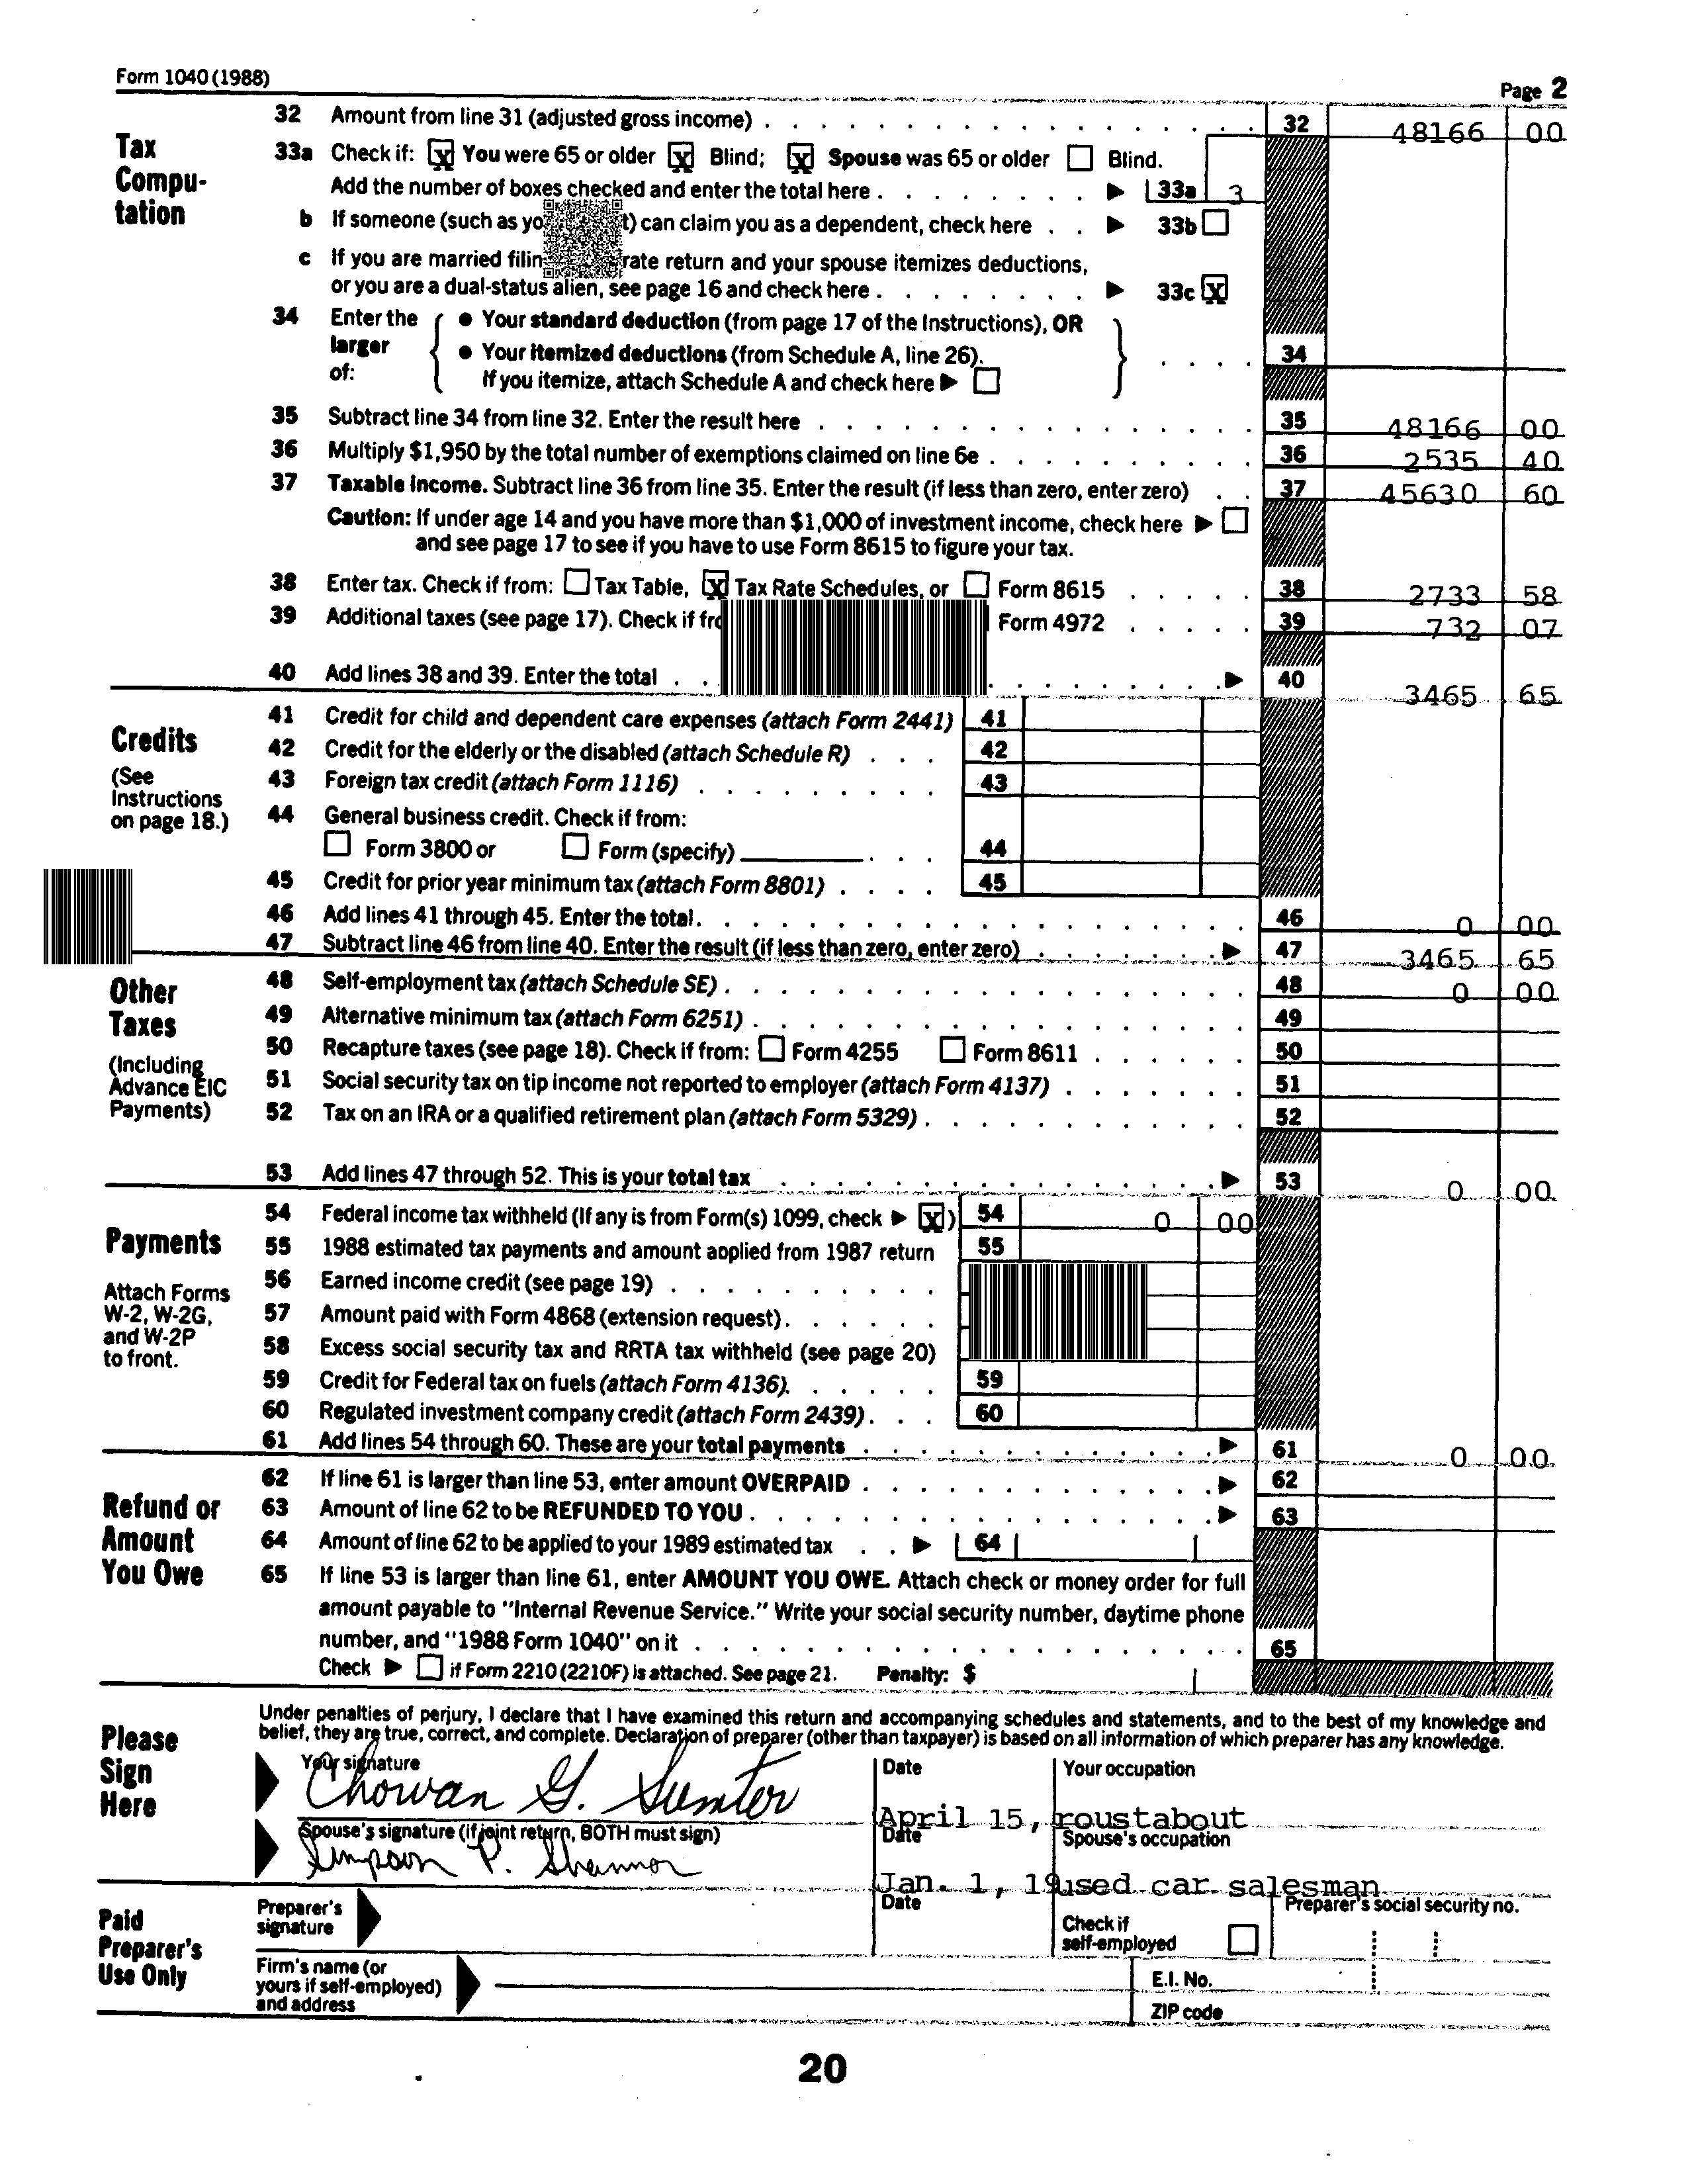 Form 1040 (1988)
Page 2
Tax Compu-tation
32 Amount from line 31 (adjusted gross income) . . . 32 48166 00
33a Check if: [X] You were 65 or older [X] Blind; [X] Spouse was 65 or older [ ] Blind.
Add the number of boxes checked and enter the total here . . . ▶ 33a 3
b If someone (such as yo t) can claim you as a dependent, check here . . ▶ 33b [ ]
c If you are married filin rate return and your spouse itemizes deductions,
or you are a dual-status alien, see page 16 and check here . . . ▶ 33c [X]
34 Enter the larger of:
● Your standard deduction (from page 17 of the Instructions), OR
● Your itemized deductions (from Schedule A, line 26).
If you itemize, attach Schedule A and check here ▶ [ ]
. . . . 34
35 Subtract line 34 from line 32. Enter the result here . . . 35 48166 00
36 Multiply $1,950 by the total number of exemptions claimed on line 6e . . . 36 2535 40
37 Taxable income. Subtract line 36 from line 35. Enter the result (if less than zero, enter zero) . . 37 45630 60
Caution: If under age 14 and you have more than $1,000 of investment income, check here ▶ [ ]
and see page 17 to see if you have to use Form 8615 to figure your tax.
38 Enter tax. Check if from: [ ] Tax Table, [X] Tax Rate Schedules, or [ ] Form 8615 . . . 38 2733 58
39 Additional taxes (see page 17). Check if fro Form 4972 . . . 39 732 07
40 Add lines 38 and 39. Enter the total . . . ▶ 40 3465 65
Credits
(See Instructions on page 18.)
41 Credit for child and dependent care expenses (attach Form 2441) 41
42 Credit for the elderly or the disabled (attach Schedule R) . . . 42
43 Foreign tax credit (attach Form 1116) . . . 43
44 General business credit. Check if from:
[ ] Form 3800 or [ ] Form (specify) . . . 44
45 Credit for prior year minimum tax (attach Form 8801) . . . 45
46 Add lines 41 through 45. Enter the total . . . 46 0 00
47 Subtract line 46 from line 40. Enter the result (if less than zero, enter zero) . . . ▶ 47 3465 65
Other Taxes
(Including Advance EIC Payments)
48 Self-employment tax (attach Schedule SE) . . . 48 0 00
49 Alternative minimum tax (attach Form 6251) . . . 49
50 Recapture taxes (see page 18). Check if from: [ ] Form 4255 [ ] Form 8611 . . . 50
51 Social security tax on tip income not reported to employer (attach Form 4137) . . . 51
52 Tax on an IRA or a qualified retirement plan (attach Form 5329) . . . 52
53 Add lines 47 through 52. This is your total tax . . . ▶ 53 0 00
Payments
Attach Forms W-2, W-2G, and W-2P to front.
54 Federal income tax withheld (If any is from Form(s) 1099, check ▶ [X]) 54 0 00
55 1988 estimated tax payments and amount applied from 1987 return 55
56 Earned income credit (see page 19) . . .
57 Amount paid with Form 4868 (extension request) . . .
58 Excess social security tax and RRTA tax withheld (see page 20)
59 Credit for Federal tax on fuels (attach Form 4136). . . . 59
60 Regulated investment company credit (attach Form 2439) . . . 60
61 Add lines 54 through 60. These are your total payments . . . ▶ 61 0 00
Refund or Amount You Owe
62 If line 61 is larger than line 53, enter amount OVERPAID . . . ▶ 62
63 Amount of line 62 to be REFUNDED TO YOU . . . ▶ 63
64 Amount of line 62 to be applied to your 1989 estimated tax . . ▶ 64
65 If line 53 is larger than line 61, enter AMOUNT YOU OWE. Attach check or money order for full
amount payable to "Internal Revenue Service." Write your social security number, daytime phone
number, and "1988 Form 1040" on it . . . 65
Check ▶ [ ] if Form 2210 (2210F) is attached. See page 21. Penalty: $
Please Sign Here
Under penalties of perjury, I declare that I have examined this return and accompanying schedules and statements, and to the best of my knowledge and
belief, they are true, correct, and complete. Declaration of preparer (other than taxpayer) is based on all information of which preparer has any knowledge.
Your signature Date Your occupation
Chowan G. Sumter April 15, roustabout
Spouse's signature (if joint return, BOTH must sign) Date Spouse's occupation
Simpson P. Shannon Jan. 1, 19 used car salesman
Paid Preparer's Use Only
Preparer's signature Date Check if self-employed [ ] Preparer's social security no.
Firm's name (or yours if self-employed) and address
E.I. No.
ZIP code
20